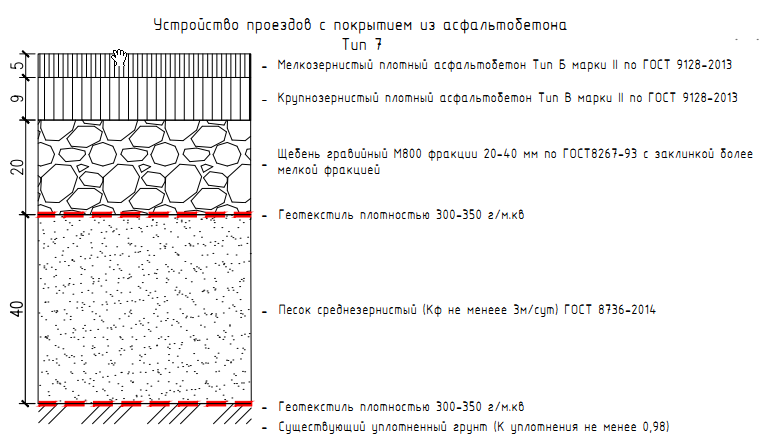 Устройство проездов с покрытием из асфальтобетона
Тип 7
5
- Мелкозернистый плотный асфальтобетон Тип Б марки II по ГОСТ 9128-2013
9
- Крупнозернистый плотный асфальтобетон Тип В марки II по ГОСТ 9128-2013
20
- Щебень гравийный М800 фракции 20-40 мм по ГОСТ8267-93 с заклинкой более
мелкой фракцией
- Геотекстиль плотностью 300-350 г/м.кв
40
- Песок среднезернистый (Кф не менеее 3м/сут) ГОСТ 8736-2014
- Геотекстиль плотностью 300-350 г/м.кв
- Существующий уплотненный грунт (К уплотнения не менее 0,98)